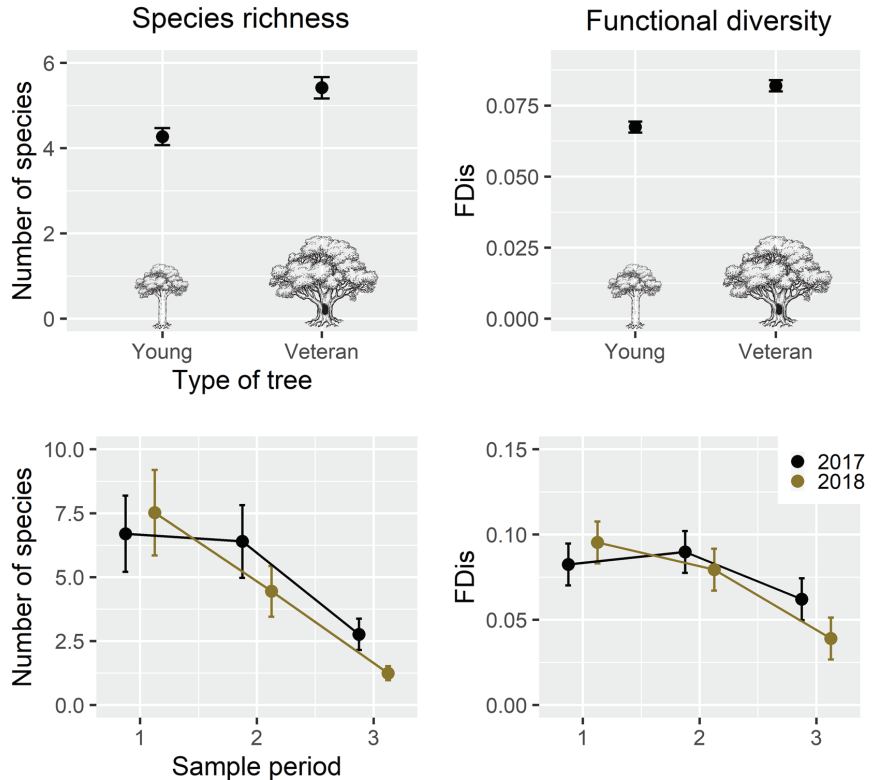 Species richness
Functional diversity
Number of species
6
4
2
0
Young
Veteran
Type of tree
FDis
0.075
0.050
0.025
0.000
Young
Veteran
Number of species
10.0
7.5
5.0
2.5
0.0
1
2
3
Sample period
FDis
0.15
0.10
0.05
0.00
1
2
3
2017
2018